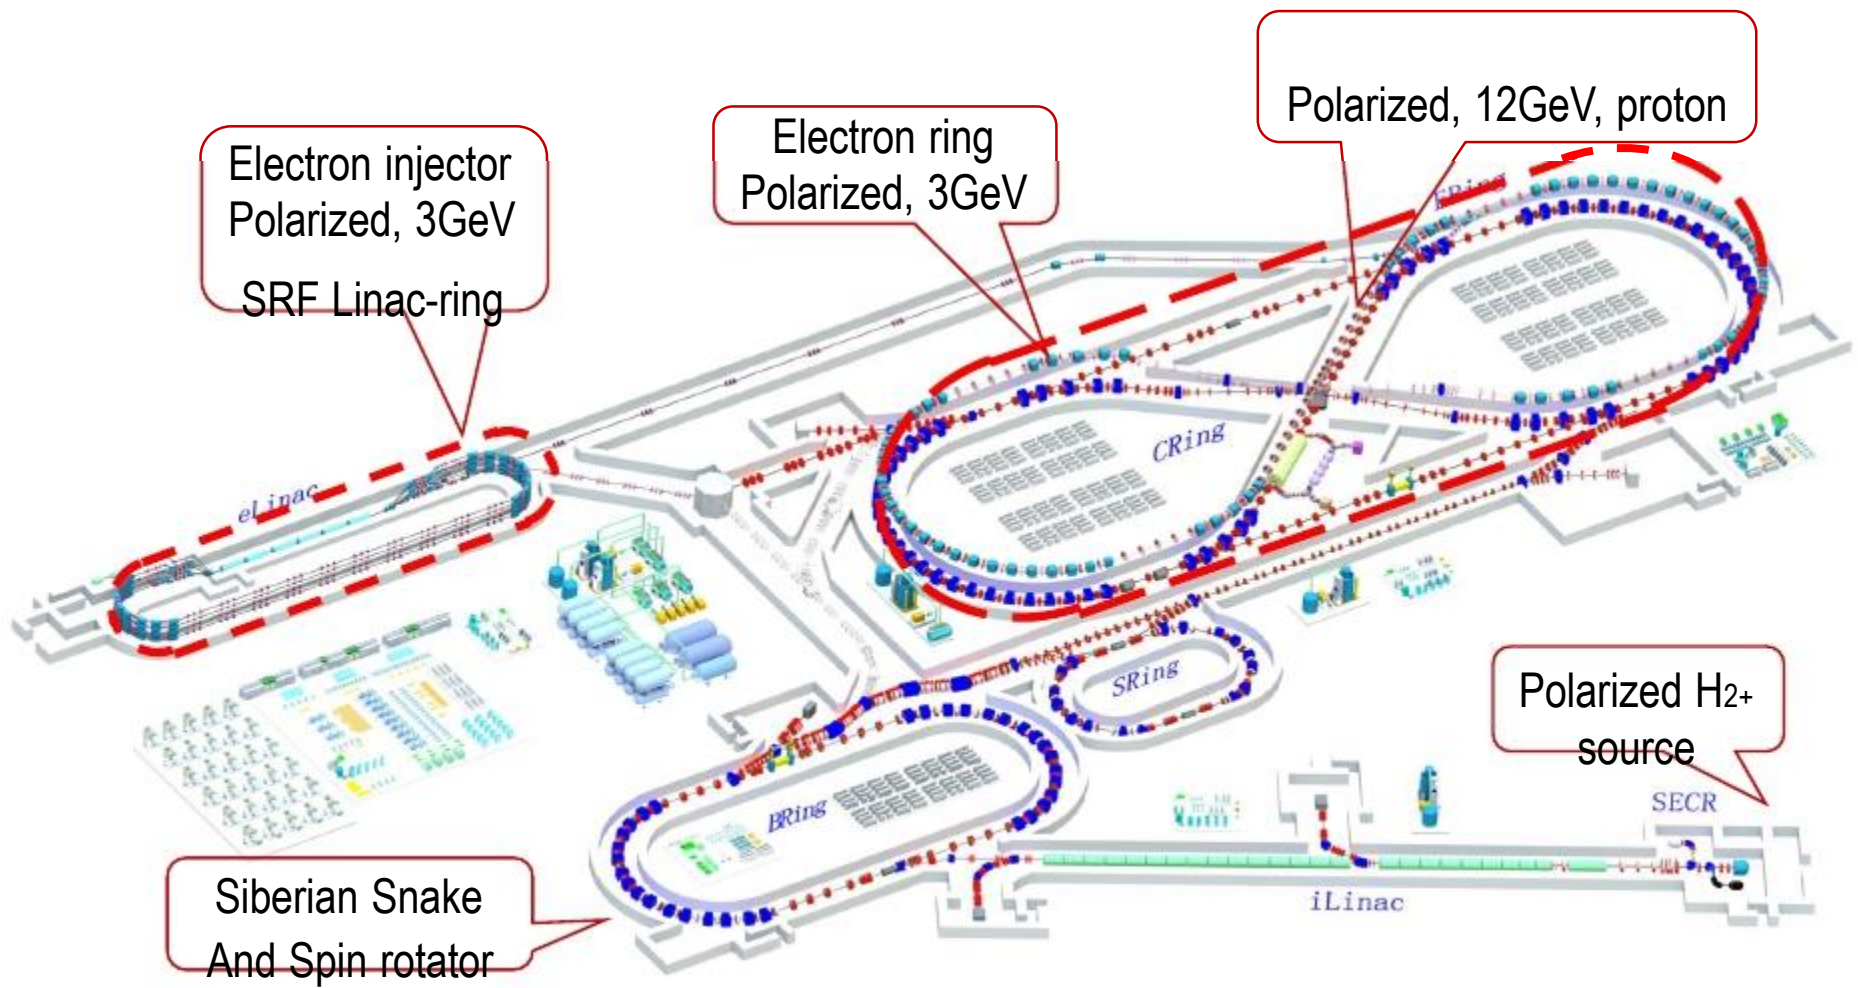 Polarized, 12GeV, proton
Electron ring
Polarized, 3GeV
Electron injector
Polarized, 3GeV
SRF Linac-ring
ERing
eLinac
CRing
SRing
Polarized H2+
source
SECR
BRing
iLinac
Siberian Snake
And Spin rotator